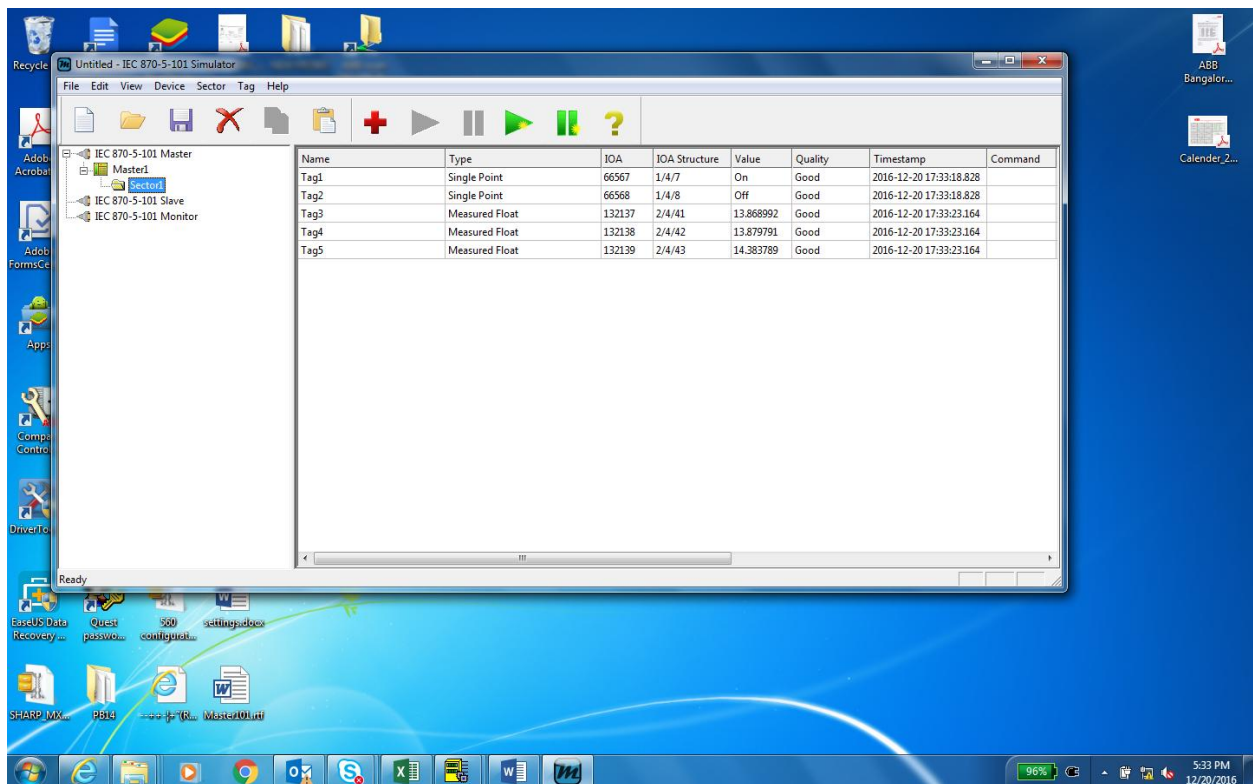 Recycle
ABB
Bangalor...
Untitled - IEC 870-5-101 Simulator
File Edit View Device Sector Tag Help
IEC 870-5-101 Master
Master1
Sector1
IEC 870-5-101 Slave
IEC 870-5-101 Monitor
Name Type IOA IOA Structure Value Quality Timestamp Command
Tag1 Single Point 66567 1/4/7 On Good 2016-12-20 17:33:18.828
Tag2 Single Point 66568 1/4/8 Off Good 2016-12-20 17:33:18.828
Tag3 Measured Float 132137 2/4/41 13.868992 Good 2016-12-20 17:33:23.164
Tag4 Measured Float 132138 2/4/42 13.879791 Good 2016-12-20 17:33:23.164
Tag5 Measured Float 132139 2/4/43 14.383789 Good 2016-12-20 17:33:23.164
Adob
Acrobat
Calender_2...
Adob
FormsCe
Apps
Compa
Contro
DriverTo
Ready
EaseUS Data
Recovery ...
Quest
passwo...
560
configurat...
settings.docx
SHARP_MX...
PB14
Master101.rtf
96%
5:33 PM
12/20/2016